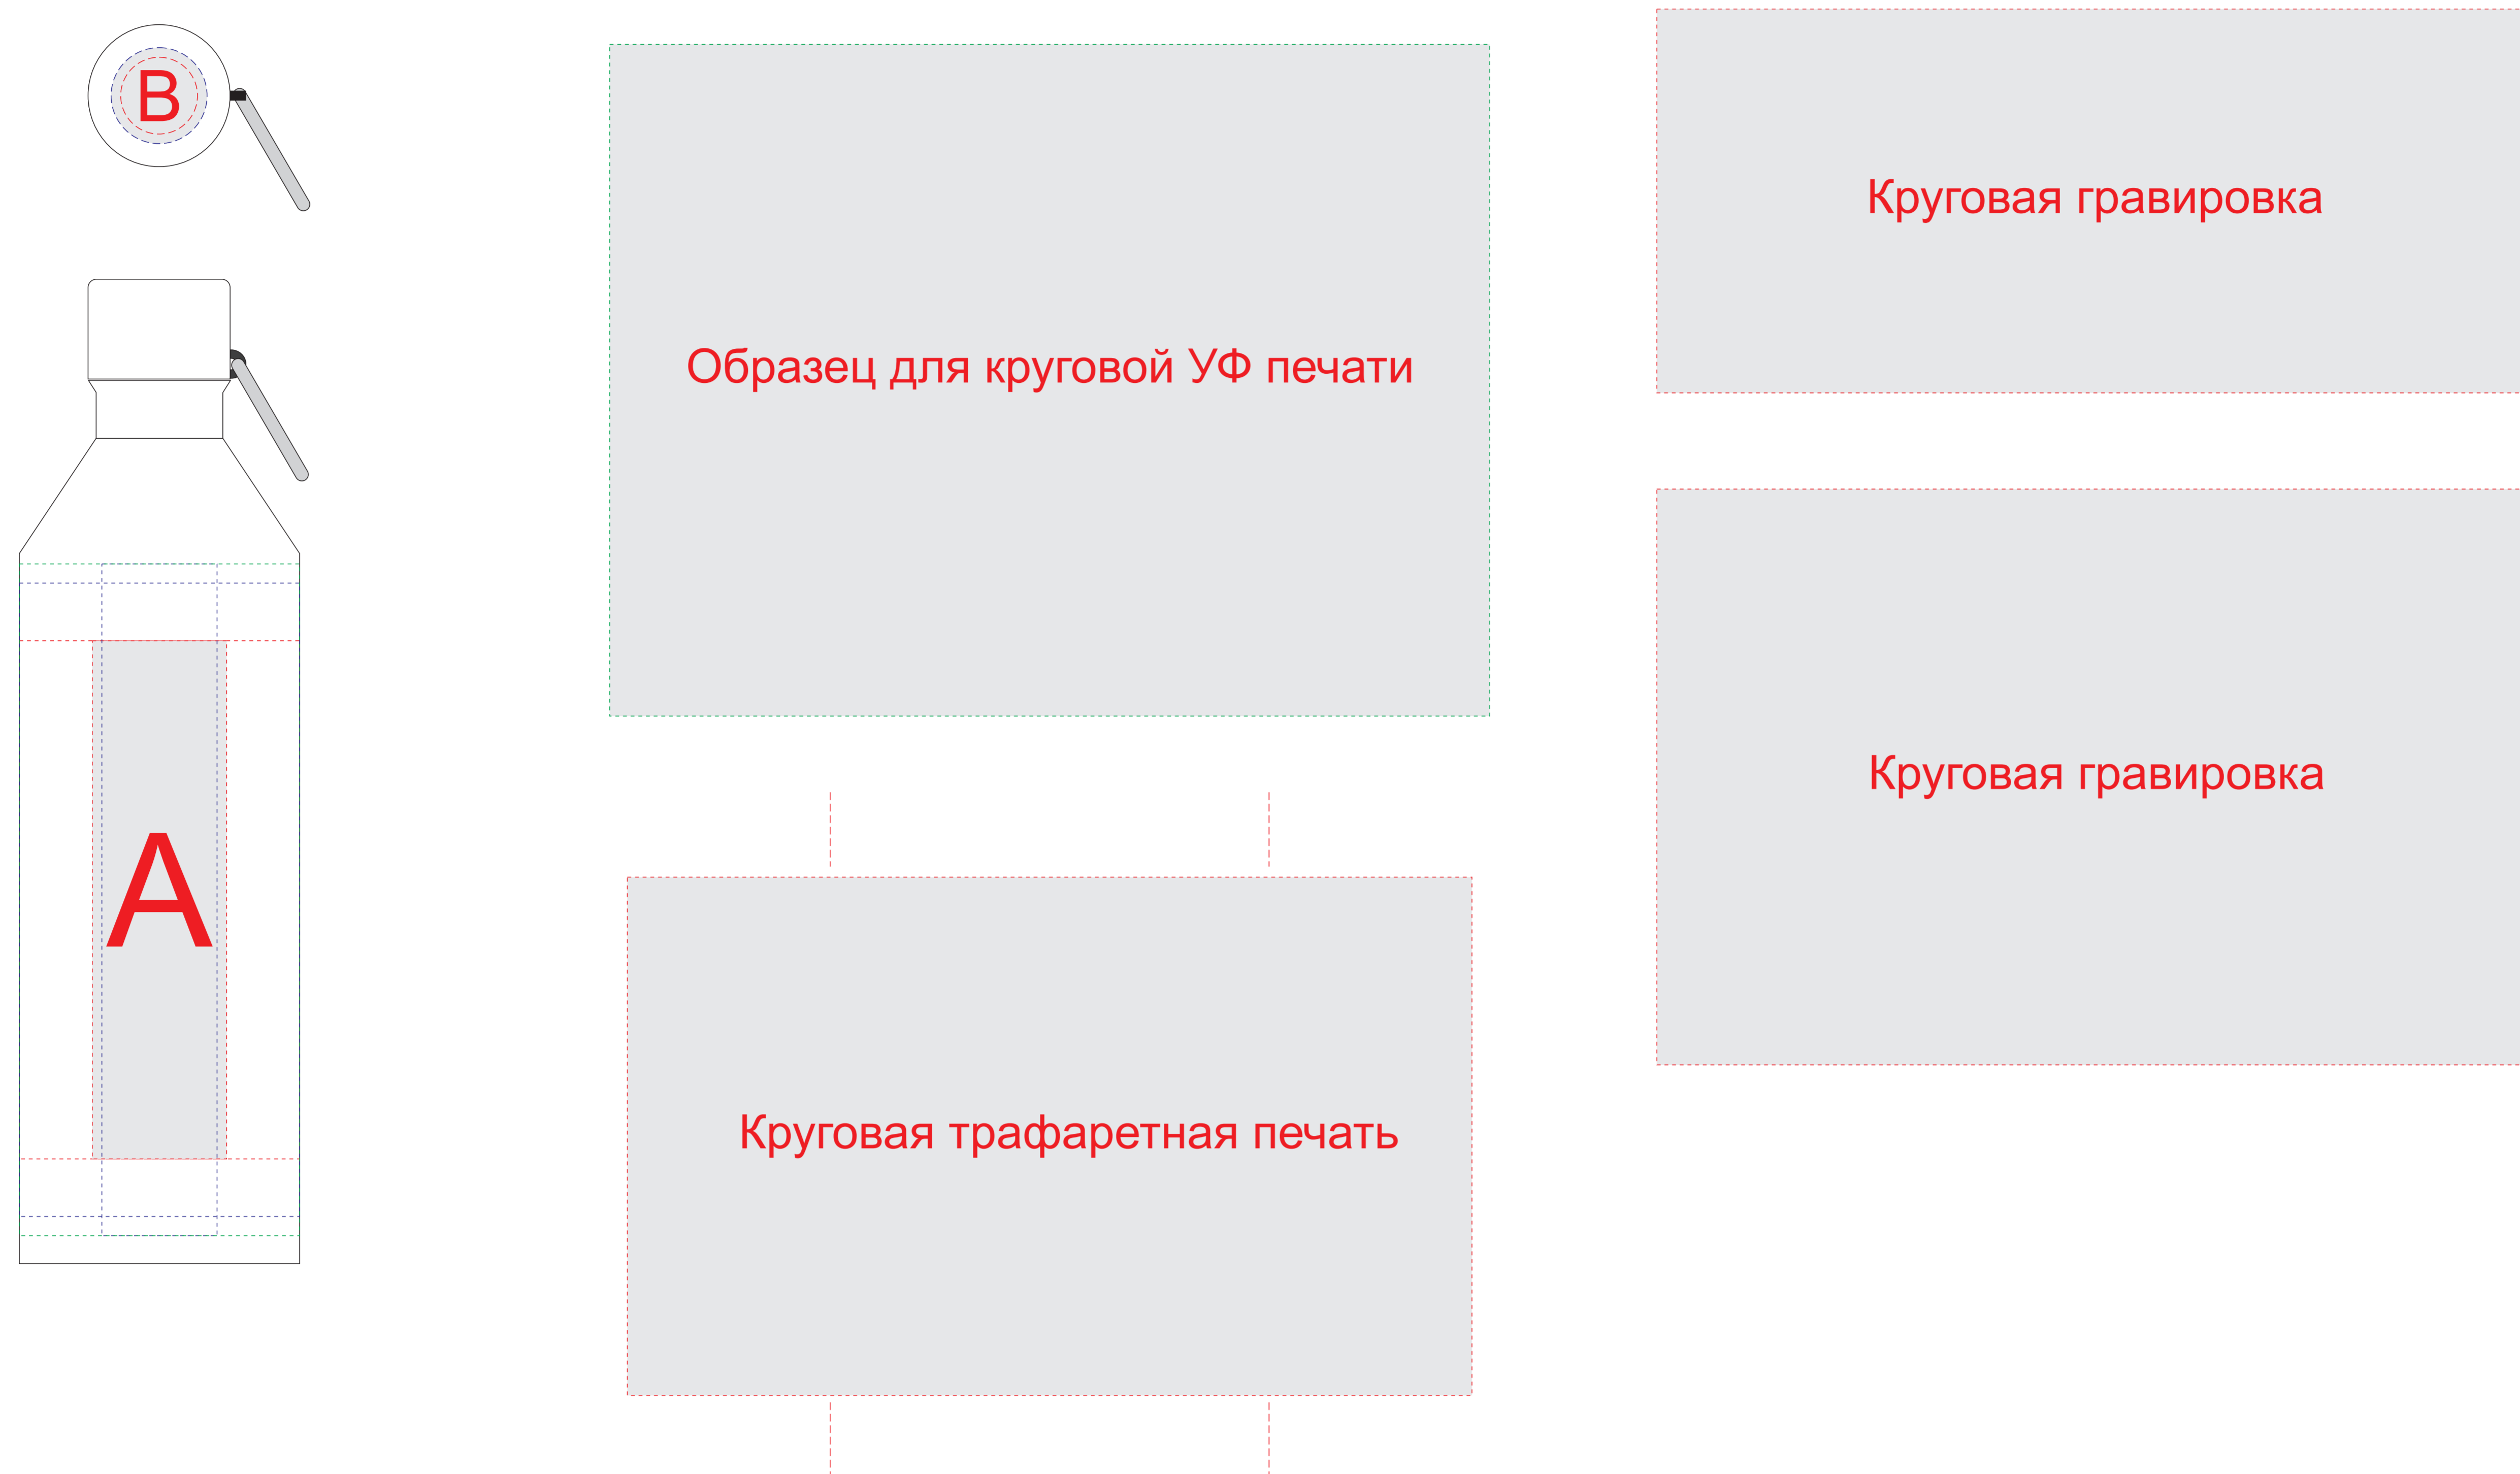 B
A
Образец для круговой УФ печати
Круговая трафаретная печать
Круговая гравировка
Круговая гравировка